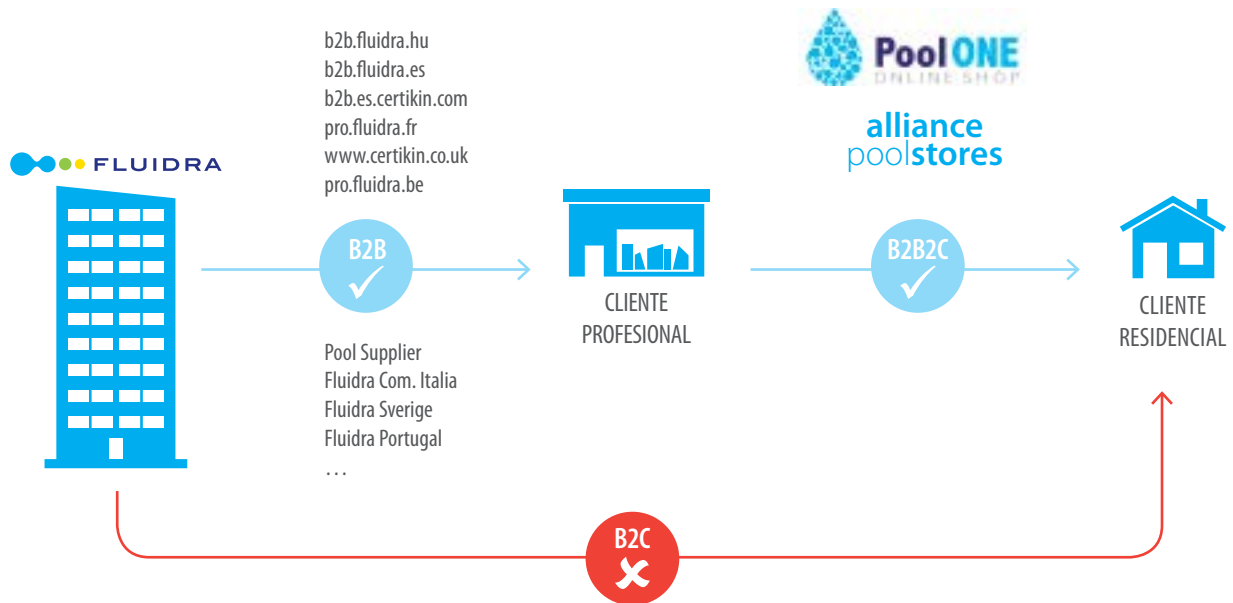 FLUIDRA
b2b.fluidra.hu
b2b.fluidra.es
b2b.es.certikin.com
pro.fluidra.fr
www.certikin.co.uk
pro.fluidra.be
B2B
Pool Supplier
Fluidra Com. Italia
Fluidra Sverige
Fluidra Portugal
...
CLIENTE
PROFESIONAL
Pool ONE
ONLINE SHOP
alliance
poolstores
B2B2C
CLIENTE
RESIDENCIAL
B2C